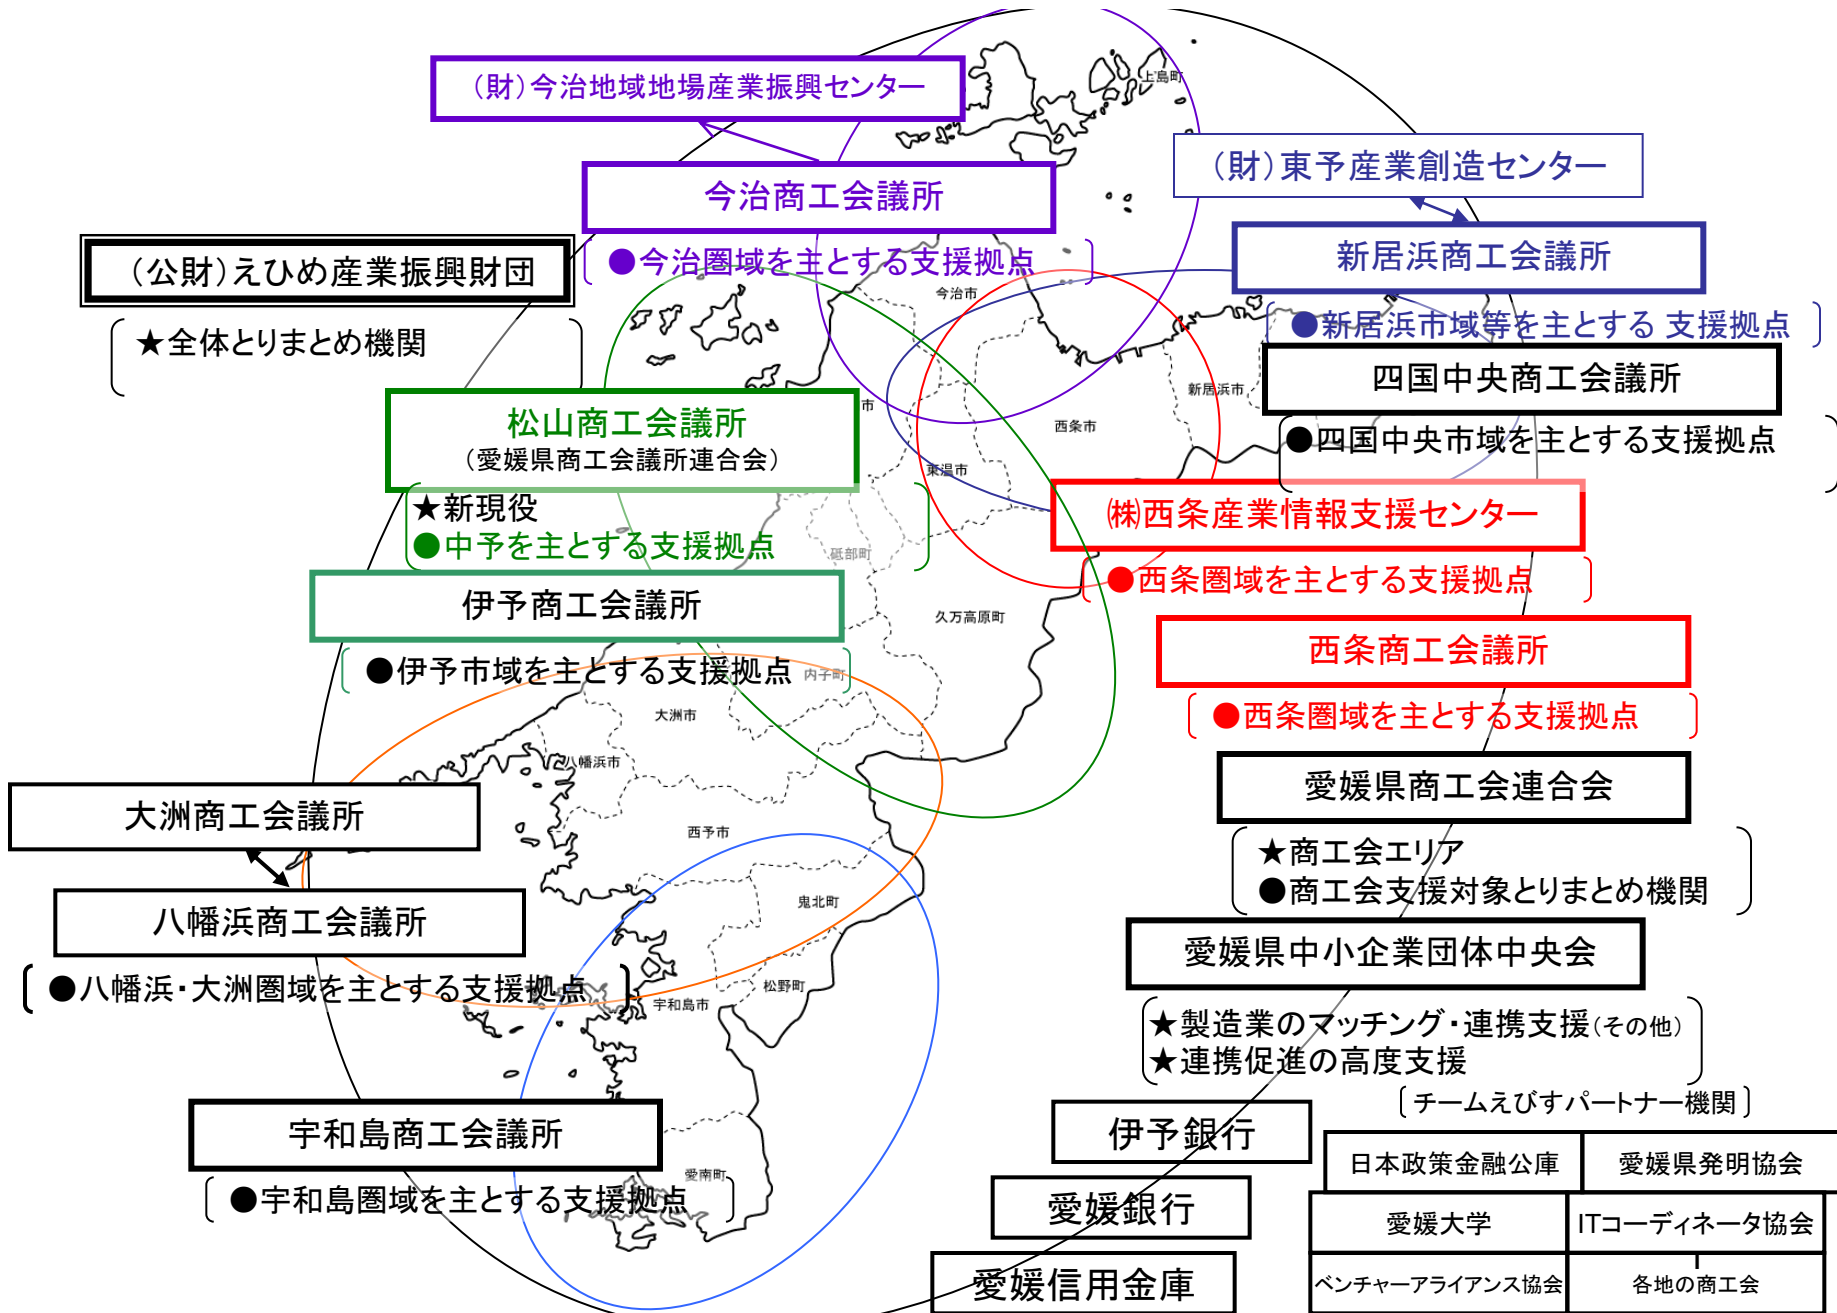 （財）今治地域地場産業振興センター
上島町
（財）東予産業創造センター
今治商工会議所
●今治圏域を主とする支援拠点
新居浜商工会議所
●新居浜市域等を主とする 支援拠点
（公財）えひめ産業振興財団
★全体とりまとめ機関
今治市
四国中央商工会議所
●四国中央市域を主とする支援拠点
新居浜市
西条市
東温市
市
松山商工会議所
（愛媛県商工会議所連合会）
★新現役
●中予を主とする支援拠点
砥部町
㈱西条産業情報支援センター
●西条圏域を主とする支援拠点
伊予商工会議所
●伊予市域を主とする支援拠点
久万高原町
内子町
西条商工会議所
●西条圏域を主とする支援拠点
大洲市
八幡浜市
愛媛県商工会連合会
★商工会エリア
●商工会支援対象とりまとめ機関
大洲商工会議所
西予市
八幡浜商工会議所
●八幡浜・大洲圏域を主とする支援拠点
鬼北町
松野町
宇和島市
愛媛県中小企業団体中央会
★製造業のマッチング・連携支援（その他）
★連携促進の高度支援
宇和島商工会議所
●宇和島圏域を主とする支援拠点
愛南町
伊予銀行
愛媛銀行
愛媛信用金庫
〔チームえびすパートナー機関〕
日本政策金融公庫
愛媛県発明協会
愛媛大学
ITコーディネータ協会
ベンチャーアライアンス協会
各地の商工会